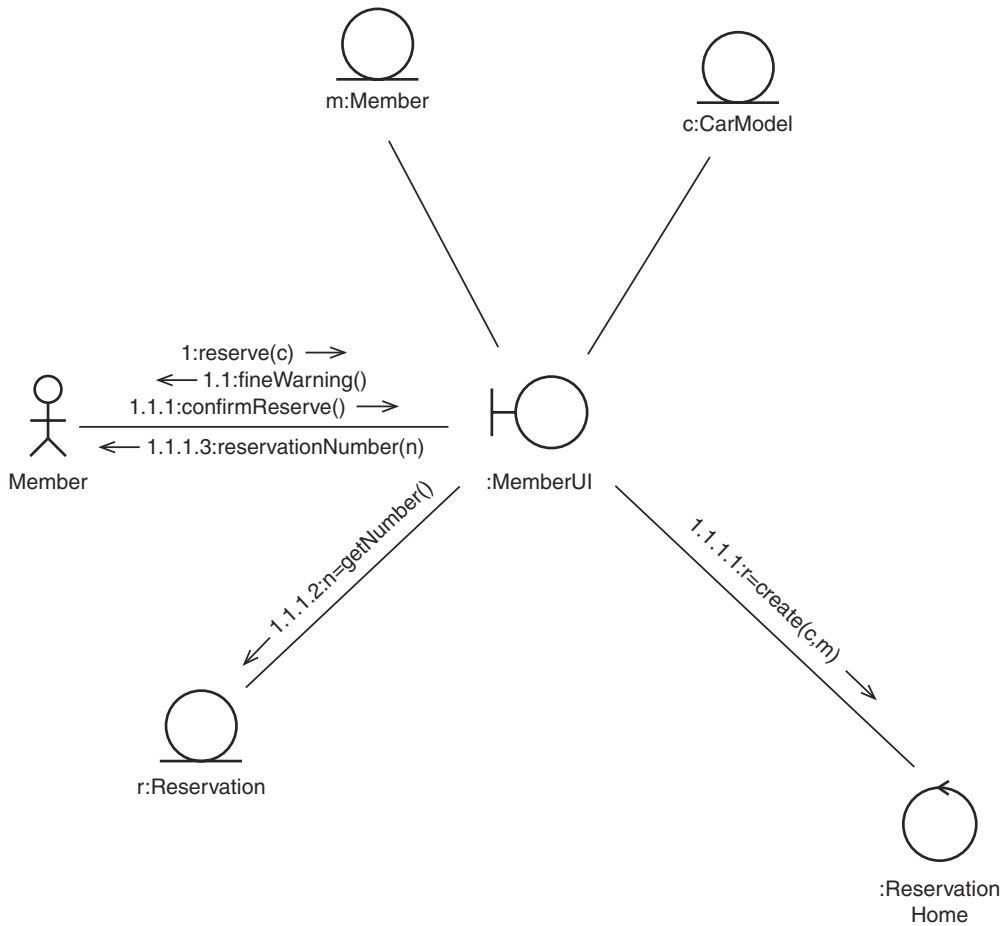 m:Member
c:CarModel
1:reserve(c)
1.1:fineWarning()
1.1.1:confirmReserve()
1.1.1.3:reservationNumber(n)
Member
:MemberUI
1.1.1.2:n=getNumber()
1.1.1.1:r=create(c,m)
r:Reservation
:Reservation
Home